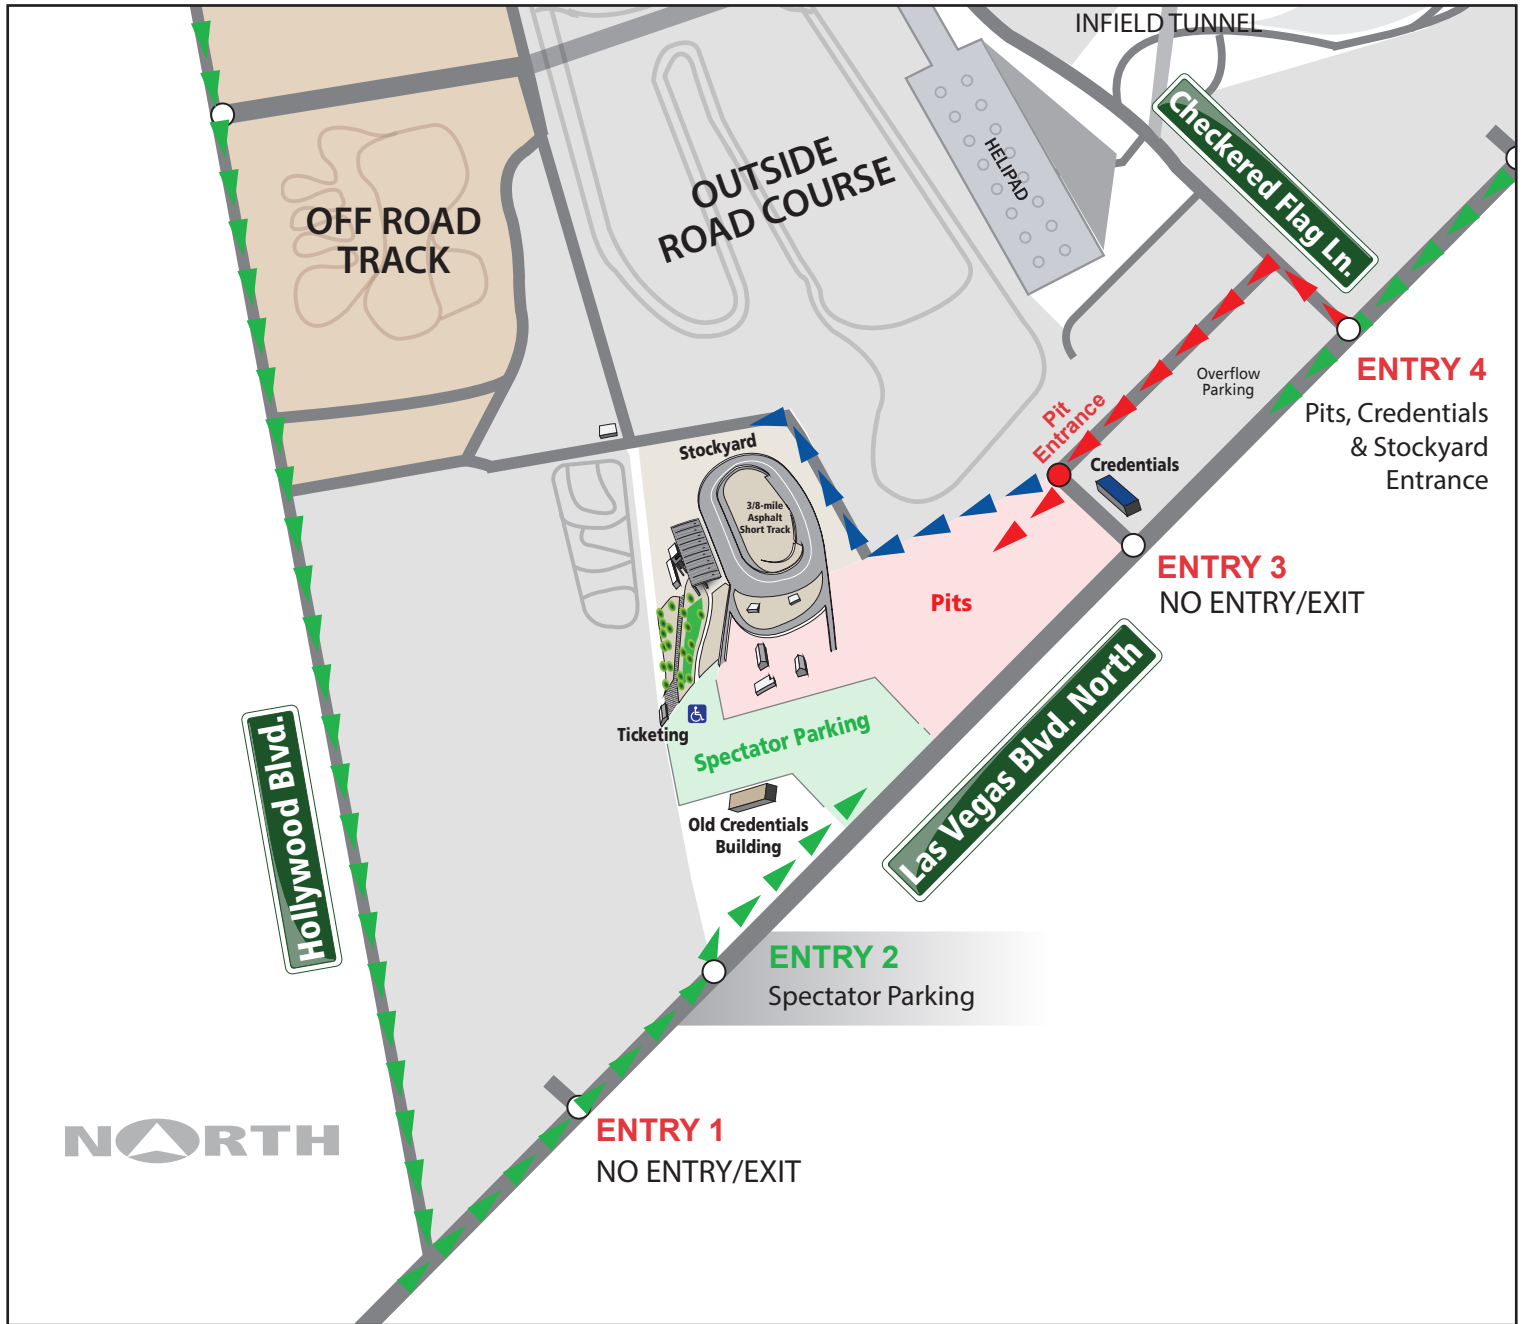 INFIELD TUNNEL
Checkered Flag Ln.
HELIPAD
OUTSIDE
ROAD COURSE
OFF ROAD
TRACK
ENTRY 4
Pits, Credentials
& Stockyard
Entrance
Overflow
Parking
Pit
Entrance
Credentials
Stockyard
3/8-mile
Asphalt
Short Track
ENTRY 3
NO ENTRY/EXIT
Pits
Las Vegas Blvd. North
Ticketing
Spectator Parking
Hollywood Blvd.
Old Credentials
Building
ENTRY 2
Spectator Parking
ENTRY 1
NO ENTRY/EXIT
NORTH